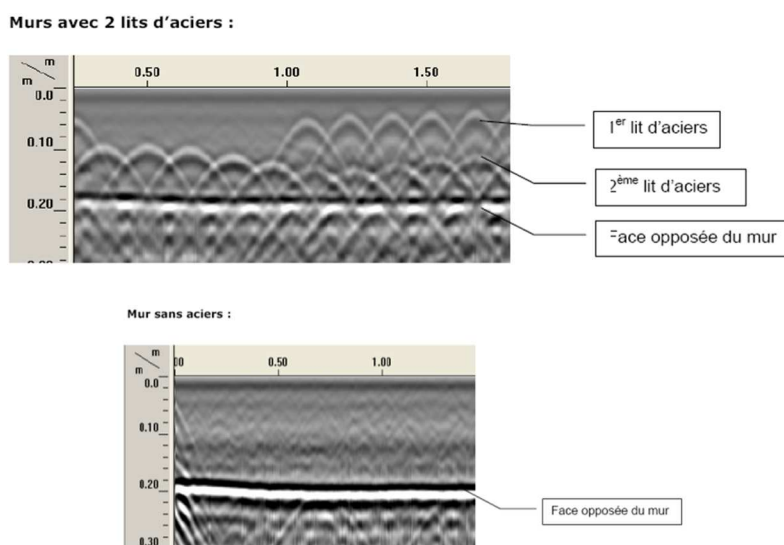 Murs avec 2 lits d'aciers :
m
m
0.50
1.00
1.50
0.0
0.10
0.20
1er lit d'aciers
2ème lit d'aciers
Face opposée du mur
Mur sans aciers :
m
m
00
0.50
1.00
0.0
0.10
0.20
0.30
Face opposée du mur